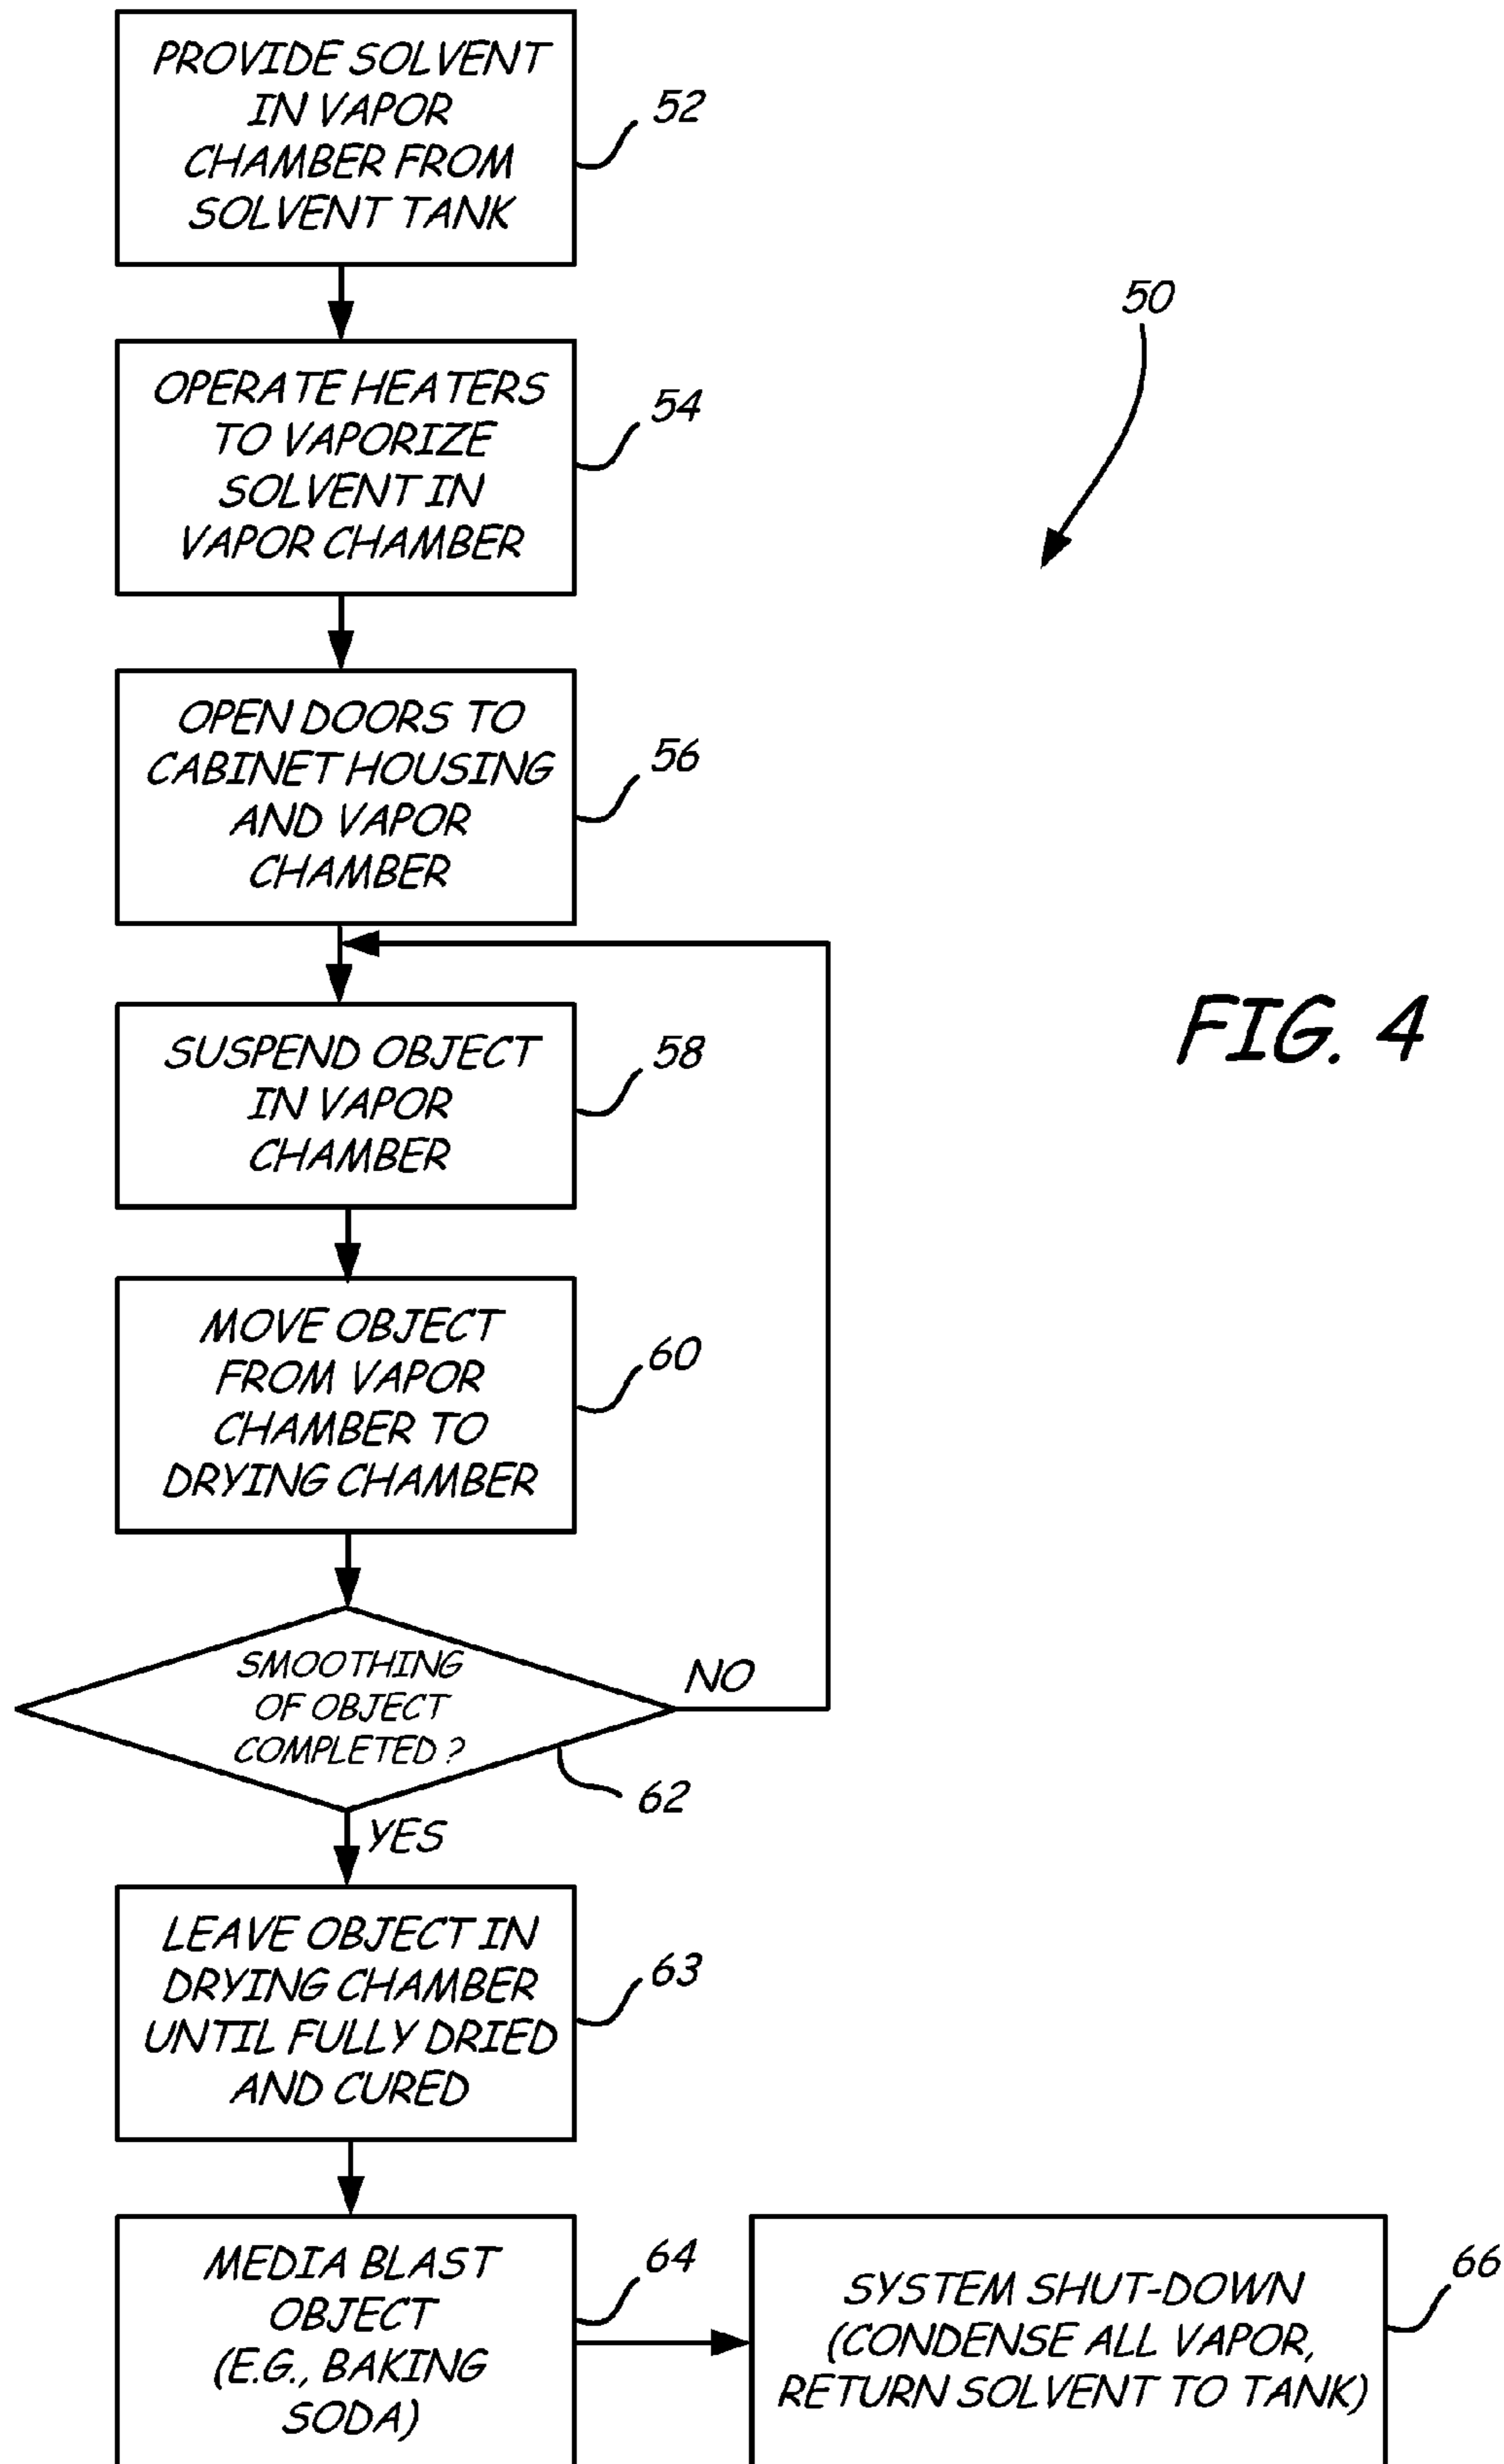 PROVIDE SOLVENT
IN VAPOR
CHAMBER FROM
SOLVENT TANK
52
50
OPERATE HEATERS
TO VAPORIZE
SOLVENT IN
VAPOR CHAMBER
54
OPEN DOORS TO
CABINET HOUSING
AND VAPOR
CHAMBER
56
FIG. 4
SUSPEND OBJECT
IN VAPOR
CHAMBER
58
MOVE OBJECT
FROM VAPOR
CHAMBER TO
DRYING CHAMBER
60
SMOOTHING
OF OBJECT
COMPLETED ?
NO
62
YES
LEAVE OBJECT IN
DRYING CHAMBER
UNTIL FULLY DRIED
AND CURED
63
MEDIA BLAST
OBJECT
(E.G., BAKING
SODA)
64
SYSTEM SHUT-DOWN
(CONDENSE ALL VAPOR,
RETURN SOLVENT TO TANK)
66